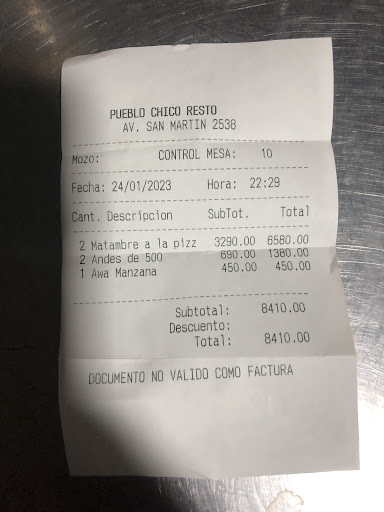 PUEBLO CHICO RESTO
AV. SAN MARTIN 2538
Mozo: CONTROL MESA: 10
Fecha: 24/01/2023 Hora: 22:29
Cant. Descripcion SubTot. Total
2 Matambre a la pizz 3290.00 6580.00
2 Andes de 500 690.00 1380.00
1 Awa Manzana 450.00 450.00
Subtotal: 8410.00
Descuento:
Total: 8410.00
DOCUMENTO NO VALIDO COMO FACTURA